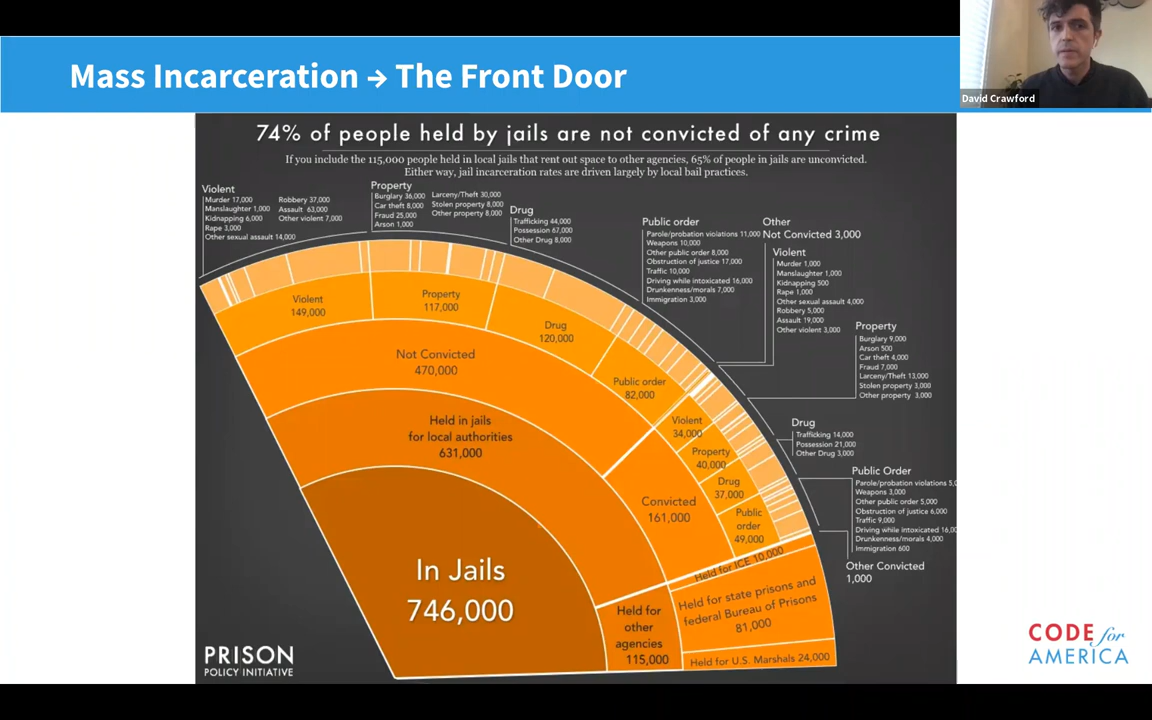 Mass Incarceration → The Front Door
David Crawford
74% of people held by jails are not convicted of any crime
If you include the 115,000 people held in local jails that rent out space to other agencies, 65% of people in jails are unconvicted.
Either way, jail incarceration rates are driven largely by local bail practices.
Violent
Murder 17,000
Manslaughter 1,000
Kidnapping 6,000
Rape 3,000
Other sexual assault 14,000
Robbery 37,000
Assault 63,000
Other violent 7,000
Property
Burglary 36,000
Car theft 8,000
Fraud 25,000
Arson 1,000
Larceny/Theft 30,000
Stolen property 8,000
Other property 8,000
Drug
Trafficking 44,000
Possession 67,000
Other Drug 8,000
Public order
Parole/probation violations 11,000
Weapons 10,000
Other public order 8,000
Obstruction of justice 17,000
Traffic 10,000
Driving while intoxicated 16,000
Drunkenness/morals 7,000
Immigration 3,000
Other
Not Convicted 3,000
Violent
Murder 1,000
Manslaughter 1,000
Kidnapping 500
Rape 1,000
Other sexual assault 4,000
Robbery 5,000
Assault 19,000
Other violent 3,000
Property
Burglary 9,000
Arson 500
Car theft 4,000
Fraud 7,000
Larceny/Theft 13,000
Stolen property 3,000
Other property 3,000
Drug
Trafficking 14,000
Possession 21,000
Other Drug 3,000
Public Order
Parole/probation violations 5,0
Weapons 3,000
Other public order 5,000
Obstruction of justice 6,000
Traffic 9,000
Driving while intoxicated 16,00
Drunkenness/morals 4,000
Immigration 600
Other Convicted
1,000
Violent
149,000
Property
117,000
Drug
120,000
Public order
82,000
Violent
34,000
Property
40,000
Drug
37,000
Public
order
49,000
Not Convicted
470,000
Convicted
161,000
Held in jails
for local authorities
631,000
Held for ICE 10,000
Held for state prisons and
federal Bureau of Prisons
81,000
Held for U.S. Marshals 24,000
Held for
other
agencies
115,000
In Jails
746,000
PRISON
POLICY INITIATIVE
CODE for
AMERICA